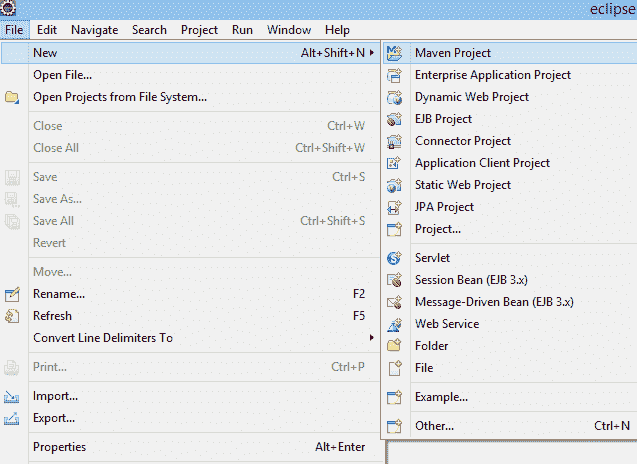 eclipse
File Edit Navigate Search Project Run Window Help
New Alt+Shift+N
Open File...
Open Projects from File System...
Close Ctrl+W
Close All Ctrl+Shift+W
Save Ctrl+S
Save As...
Save All Ctrl+Shift+S
Revert
Move...
Rename... F2
Refresh F5
Convert Line Delimiters To
Print... Ctrl+P
Import...
Export...
Properties Alt+Enter
Maven Project
Enterprise Application Project
Dynamic Web Project
EJB Project
Connector Project
Application Client Project
Static Web Project
JPA Project
Project...
Servlet
Session Bean (EJB 3.x)
Message-Driven Bean (EJB 3.x)
Web Service
Folder
File
Example...
Other... Ctrl+N